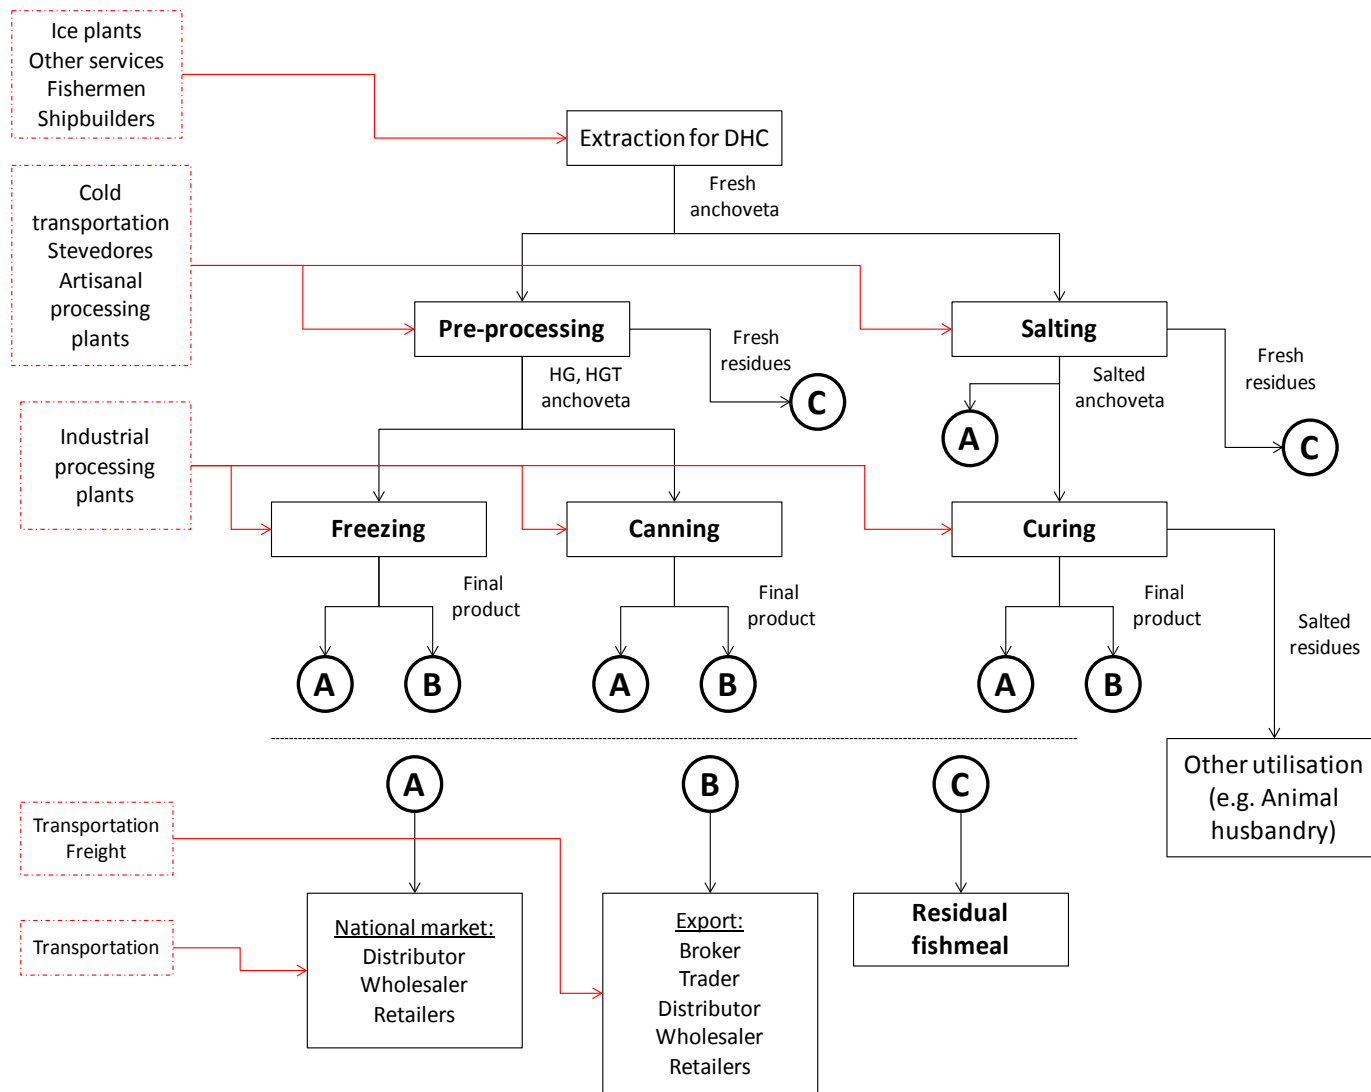 Ice plants
Other services
Fishermen
Shipbuilders
Extraction for DHC
Fresh
anchoveta
Cold
transportation
Stevedores
Artisanal
processing
plants
Pre-processing
Salting
Fresh
residues
Fresh
residues
HG, HGT
anchoveta
Salted
anchoveta
C
A
C
Industrial
processing
plants
Freezing
Canning
Curing
Final
product
Final
product
Final
product
Salted
residues
A
B
A
B
A
B
Other utilisation
(e.g. Animal
husbandry)
A
B
C
Transportation
Freight
Transportation
National market:
Distributor
Wholesaler
Retailers
Export:
Broker
Trader
Distributor
Wholesaler
Retailers
Residual
fishmeal